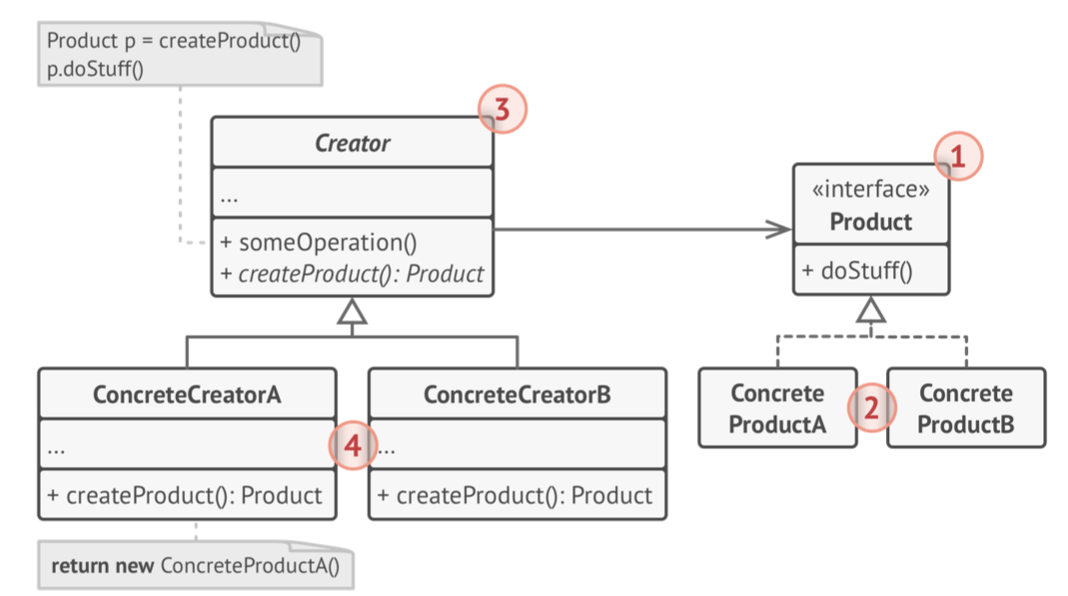 Product p = createProduct()
p.doStuff()
3
Creator
...
+ someOperation()
+ createProduct(): Product
1
«interface»
Product
+ doStuff()
ConcreteCreatorA
...
+ createProduct(): Product
4
ConcreteCreatorB
...
+ createProduct(): Product
Concrete
ProductA
2
Concrete
ProductB
return new ConcreteProductA()